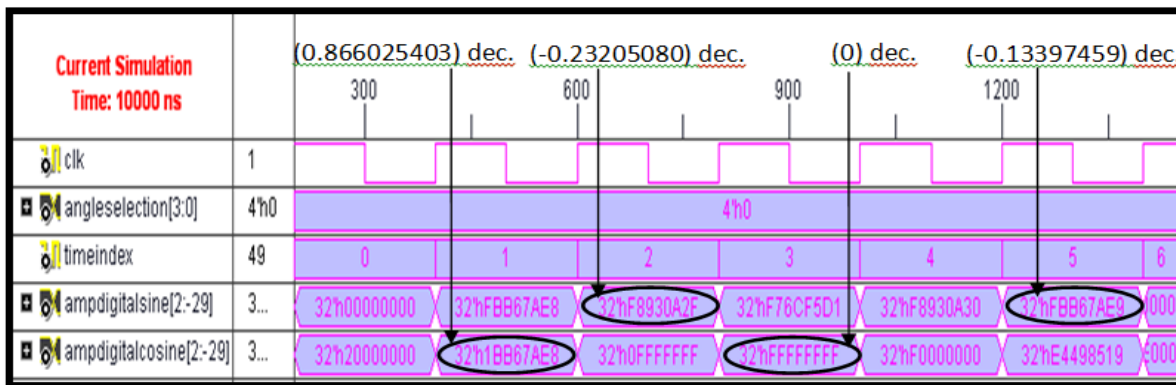 (0.866025403) dec. (-0.23205080) dec. (0) dec. (-0.13397459) dec
Current Simulation
Time: 10000 ns
300 600 900 1200
clk 1
angleselection[3:0] 4'h0 4'h0
timeindex 49 0 1 2 3 4 5 6
ampdigitalsine[2:-29] 3... 32'h00000000 32'hFBB67AE8 32'hF8930A2F 32'hF76CF5D1 32'hF8930A30 32'hFBB67AE9
ampdigitalcosine[2:-29] 3... 32'h20000000 32'h1BB67AE8 32'h0FFFFFFF 32'hFFFFFFFF 32'hF0000000 32'hE4498519